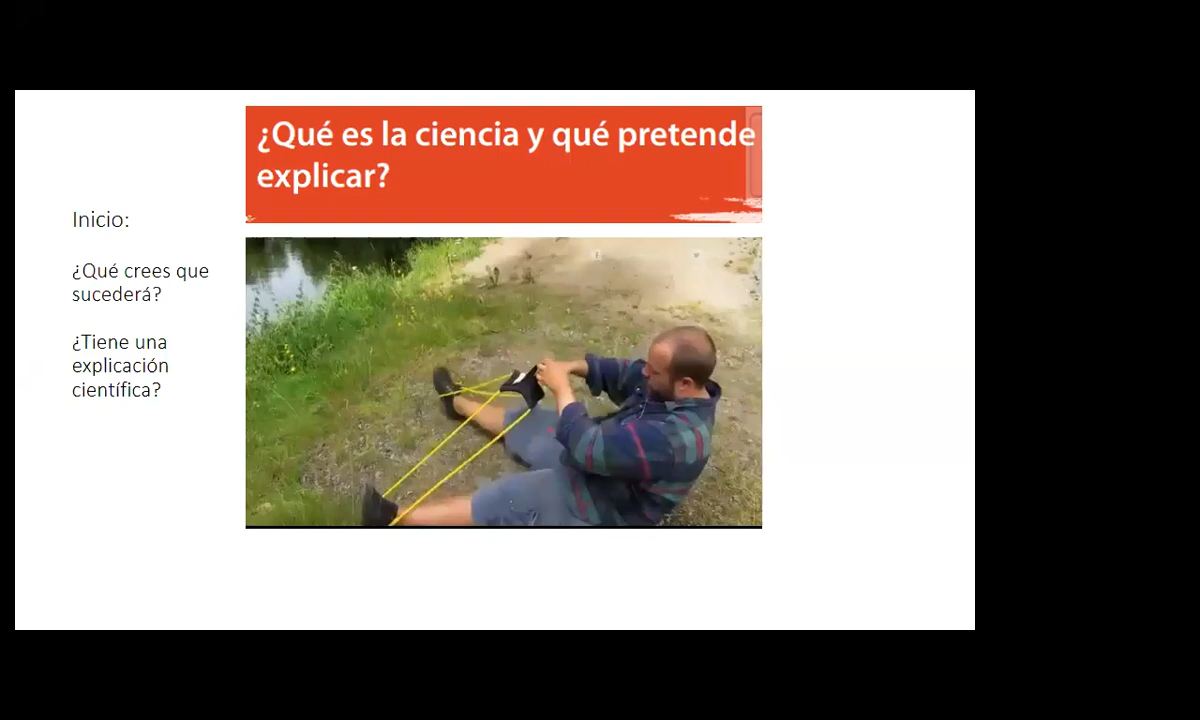 ¿Qué es la ciencia y qué pretende
explicar?
Inicio:
¿Qué crees que
sucederá?
¿Tiene una
explicación
científica?